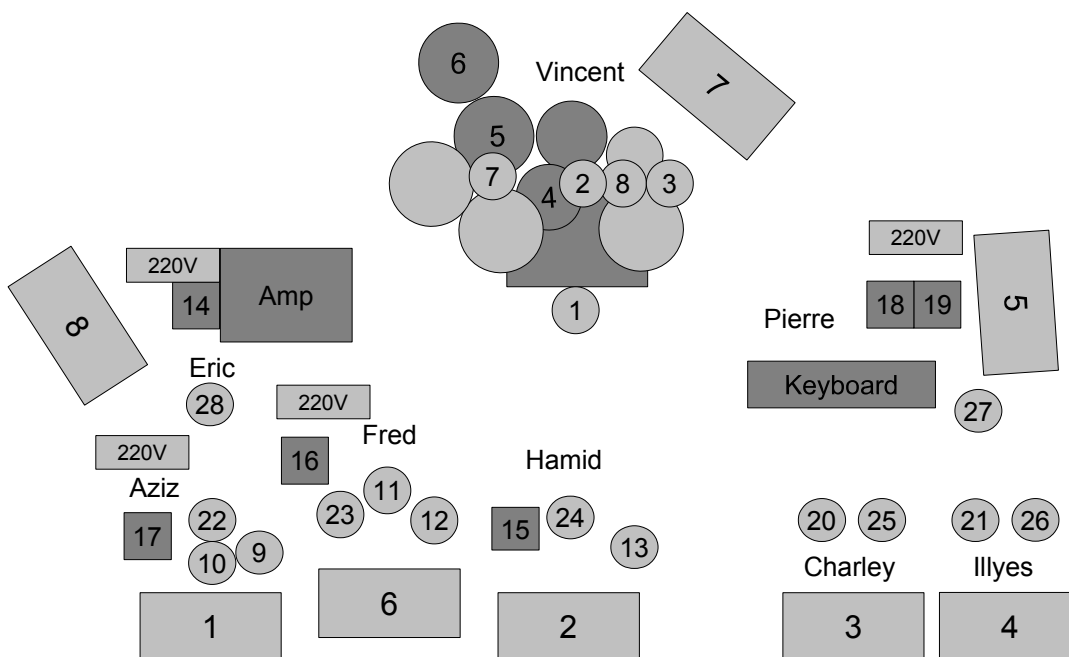 6
Vincent
7
5
7
4
2
8
3
1
220V
14
Amp
8
Eric
28
220V
220V
Aziz
17
22
10
9
1
16
Fred
23
11
12
6
Hamid
15
24
13
2
220V
18
19
5
Pierre
Keyboard
27
20
25
Charley
3
21
26
Illyes
4